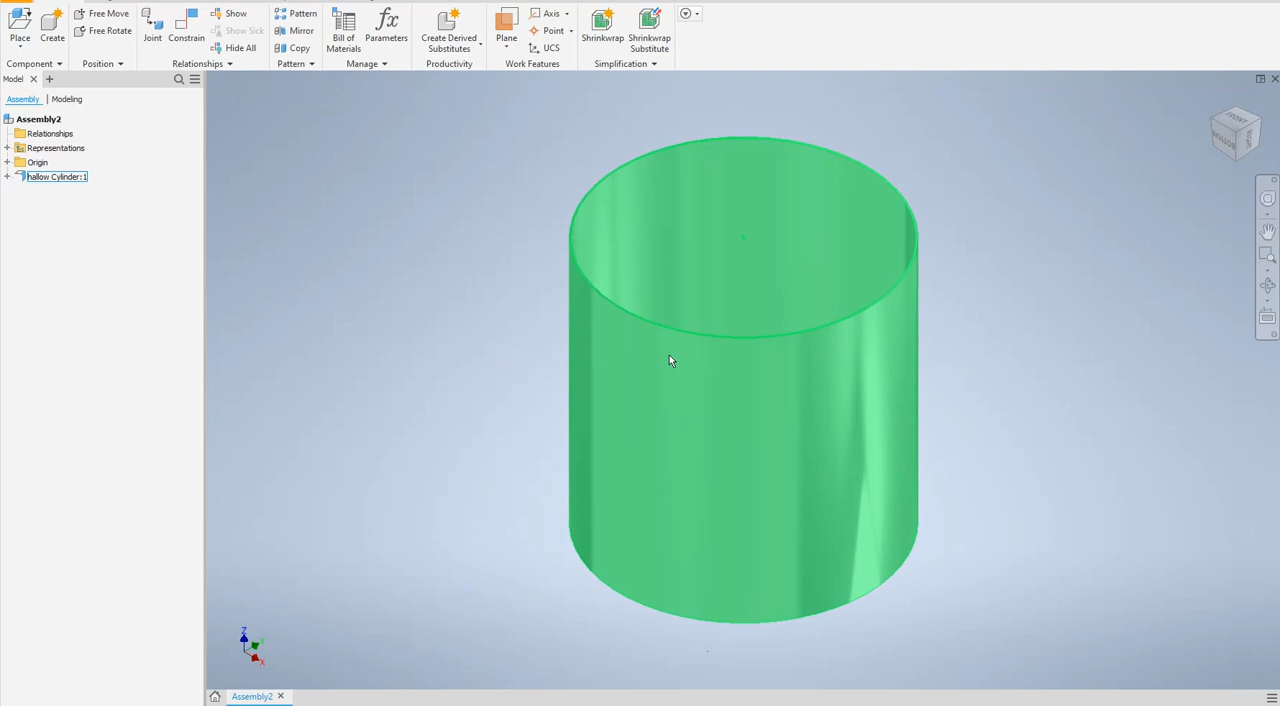 Place
Create
Free Move
Free Rotate
Joint
Constrain
Show
Show Sick
Hide All
Pattern
Mirror
Copy
Bill of Materials
Parameters
Create Derived Substitutes
Plane
Axis
Point
UCS
Shrinkwrap
Shrinkwrap Substitute
Component
Position
Relationships
Pattern
Manage
Productivity
Work Features
Simplification
Model
Assembly | Modeling
Assembly2
Relationships
Representations
Origin
hallow Cylinder:1
FRONT
BOTTOM
Z
X
Assembly2